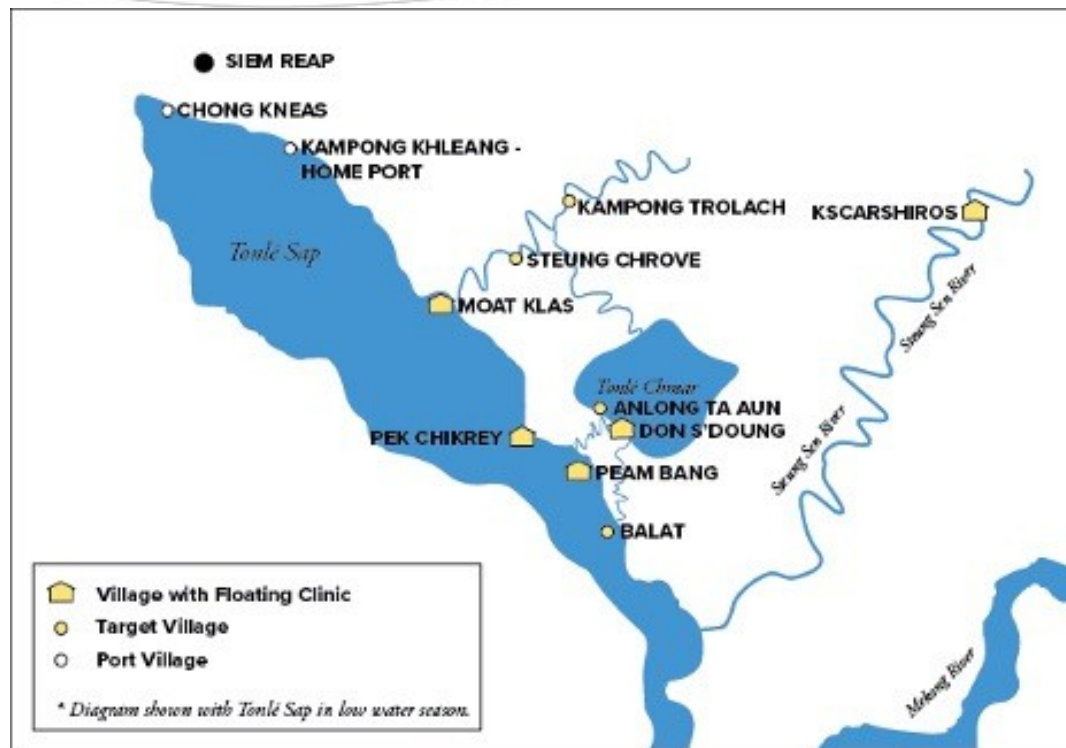 SIEM REAP
CHONG KNEAS
KAMPONG KHLEANG -
HOME PORT
KAMPONG TROLACH
KSCARSHIROS
Tonlé Sap
STEUNG CHROVE
Steung Sen River
MOAT KLAS
Tonlé Chmar
ANLONG TA AUN
PEK CHIKREY
DON S'DOUNG
Steung Sen River
PEAM BANG
BALAT
Village with Floating Clinic
Target Village
Port Village
Mekong River
* Diagram shown with Tonlé Sap in low water season.